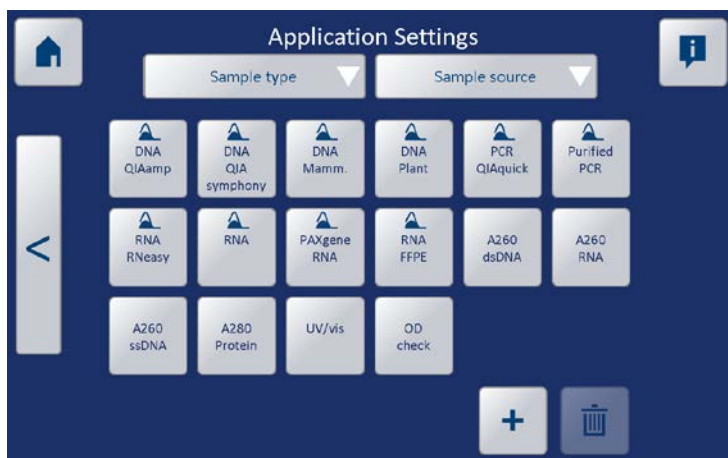 Application Settings
Sample type
Sample source
DNA
QIAamp
DNA
QIA
symphony
DNA
Mamm.
DNA
Plant
PCR
QIAquick
Purified
PCR
<
RNA
RNeasy
RNA
PAXgene
RNA
RNA
FFPE
A260
dsDNA
A260
RNA
A260
ssDNA
A280
Protein
UV/vis
OD
check
+